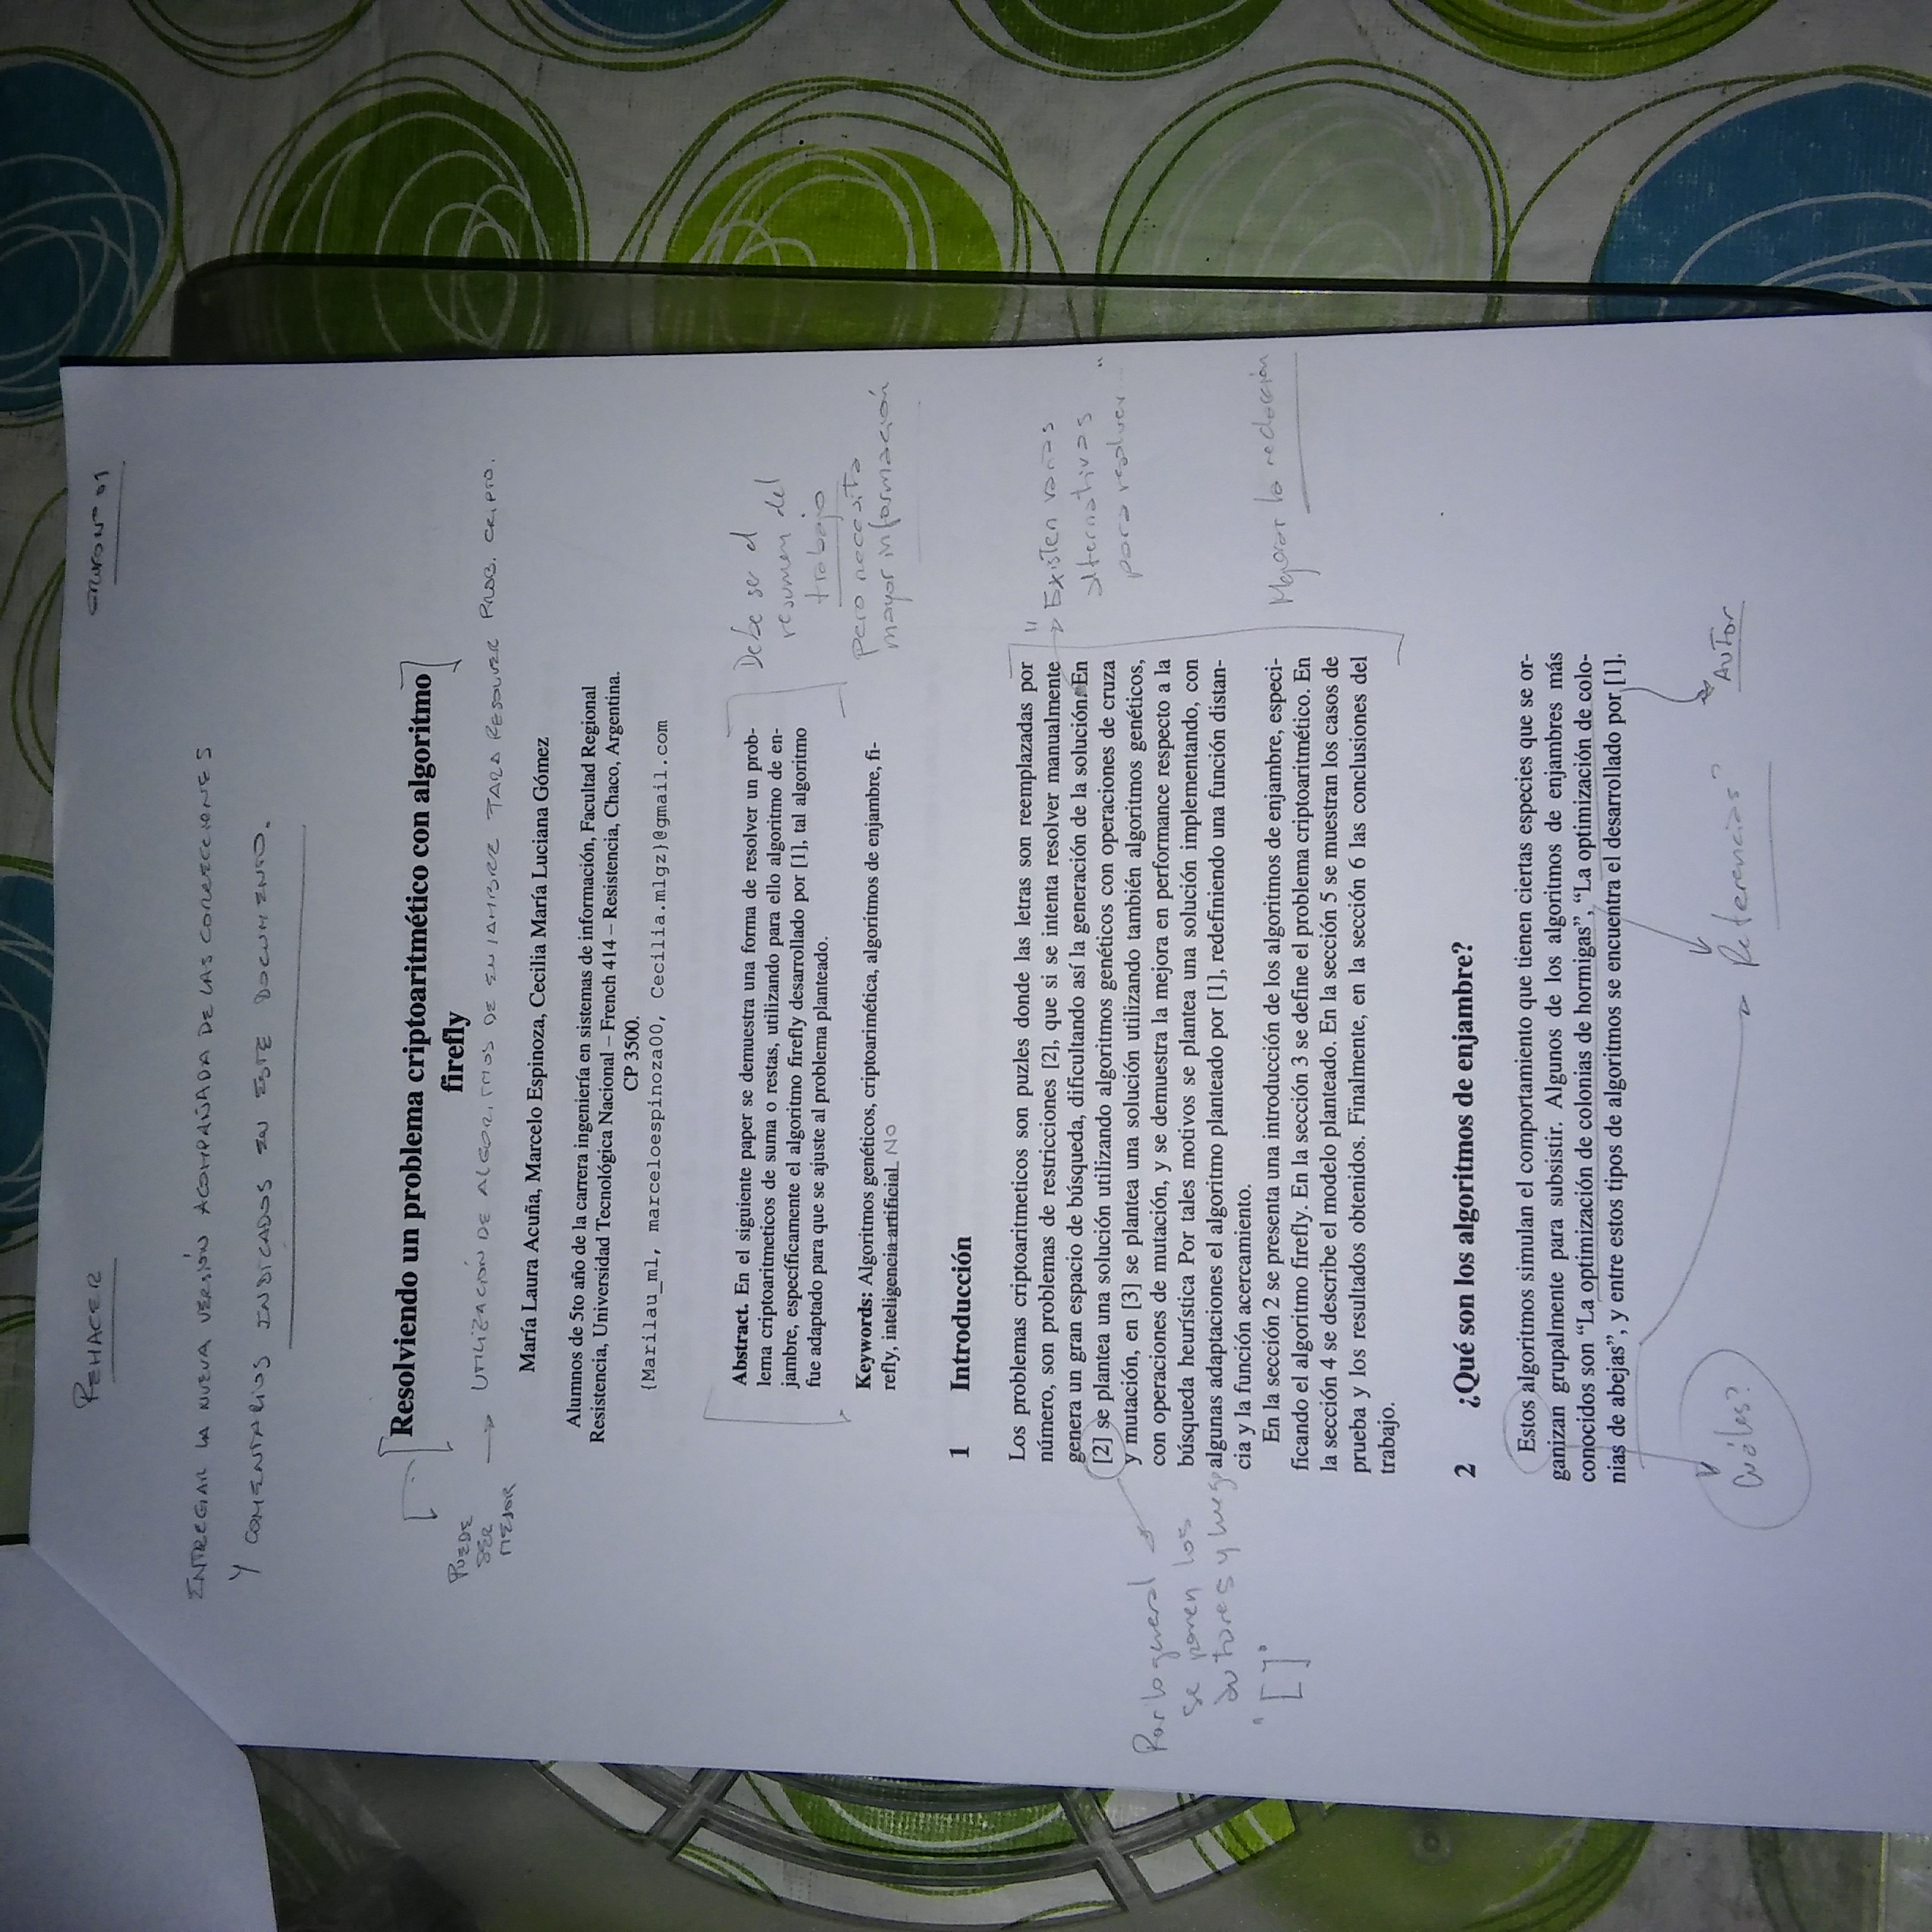 REHACER
GRUPO N° 01
ENTREGAR LA NUEVA VERSIÓN ACOMPAÑADA DE LAS CORRECCIONES
Y COMENTARIOS INDICADOS EN ESTE DOCUMENTO.
Resolviendo un problema criptoaritmético con algoritmo
firefly
PUEDE
SER
MEJOR
UTILIZACIÓN DE ALGORITMOS DE ENJAMBRE PARA RESOLVER PROB. CRIPTO.
María Laura Acuña, Marcelo Espinoza, Cecilia María Luciana Gómez
Alumnos de 5to año de la carrera ingeniería en sistemas de información, Facultad Regional
Resistencia, Universidad Tecnológica Nacional – French 414 – Resistencia, Chaco, Argentina.
CP 3500.
{Marilau_ml, marceloespinoza00, Cecilia.mlgz}@gmail.com
Abstract. En el siguiente paper se demuestra una forma de resolver un prob-
lema criptoaritmeticos de suma o restas, utilizando para ello algoritmo de en-
jambre, específicamente el algoritmo firefly desarrollado por [1], tal algoritmo
fue adaptado para que se ajuste al problema planteado.
Debe ser el
resumen del
trabajo
pero necesita
mayor información
Keywords: Algoritmos genéticos, criptoarimética, algoritmos de enjambre, fi-
refly, inteligencia artificial NO
1 Introducción
Los problemas criptoaritmeticos son puzles donde las letras son reemplazadas por
número, son problemas de restricciones [2], que si se intenta resolver manualmente
genera un gran espacio de búsqueda, dificultando así la generación de la solución. En
[2] se plantea una solución utilizando algoritmos genéticos con operaciones de cruza
y mutación, en [3] se plantea una solución utilizando también algoritmos genéticos,
con operaciones de mutación, y se demuestra la mejora en performance respecto a la
búsqueda heurística Por tales motivos se plantea una solución implementando, con
algunas adaptaciones el algoritmo planteado por [1], redefiniendo una función distan-
cia y la función acercamiento.
En la sección 2 se presenta una introducción de los algoritmos de enjambre, especi-
ficando el algoritmo firefly. En la sección 3 se define el problema criptoaritmético. En
la sección 4 se describe el modelo planteado. En la sección 5 se muestran los casos de
prueba y los resultados obtenidos. Finalmente, en la sección 6 las conclusiones del
trabajo.
"Existen varias
alternativas
para resolver..."
Por lo general
se ponen los
autores y luego
"[ ]"
Mejorar la redacción
2 ¿Qué son los algoritmos de enjambre?
Estos algoritmos simulan el comportamiento que tienen ciertas especies que se or-
ganizan grupalmente para subsistir. Algunos de los algoritmos de enjambres más
conocidos son “La optimización de colonias de hormigas”, “La optimización de colo-
nias de abejas”, y entre estos tipos de algoritmos se encuentra el desarrollado por [1].
Cuáles?
Referencias?
AUTOR